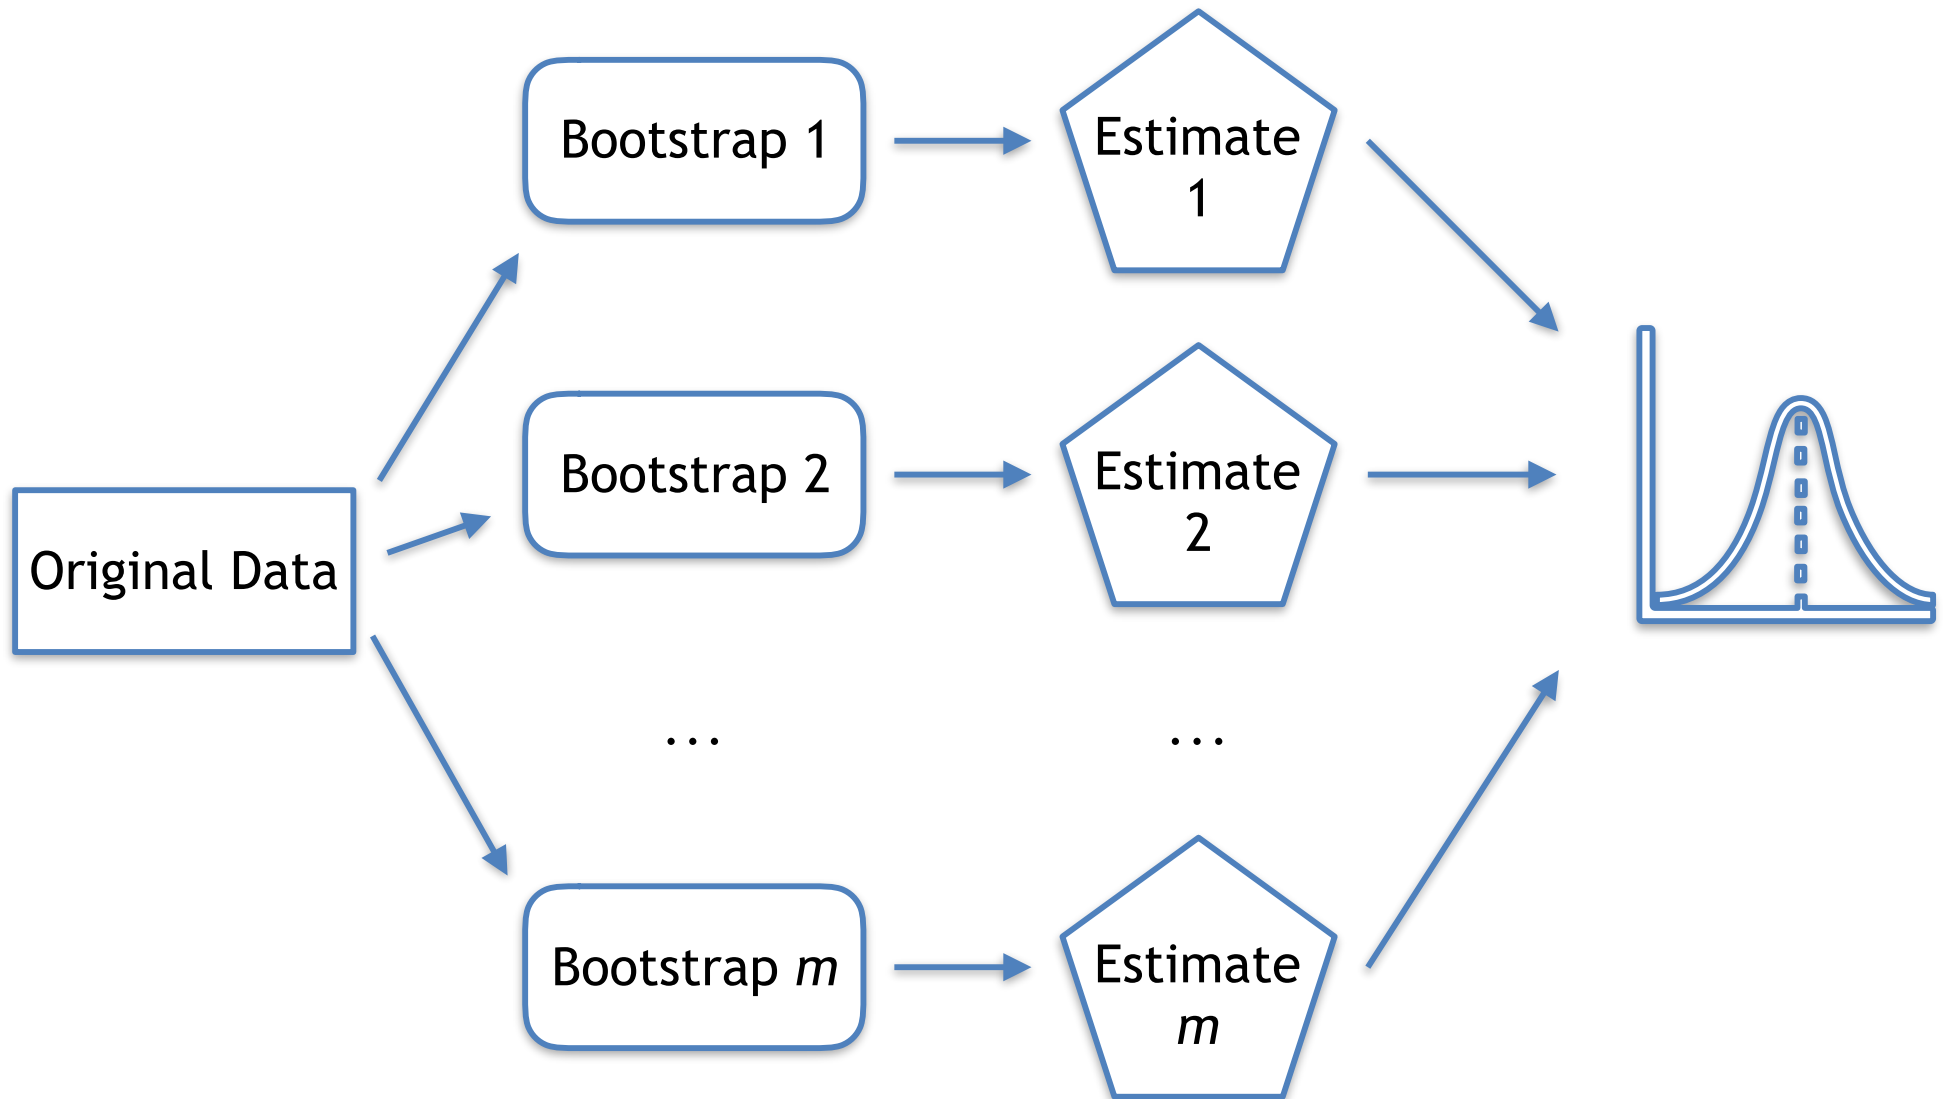 Bootstrap 1
Estimate
1
Bootstrap 2
Estimate
2
Original Data
...
...
Bootstrap m
Estimate
m